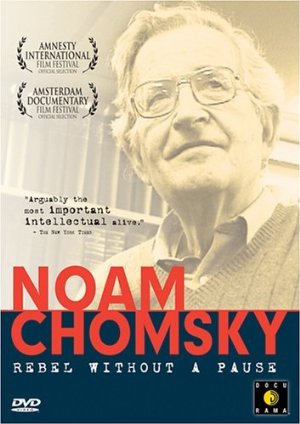 AMNESTY
INTERNATIONAL
FILM FESTIVAL
OFFICIAL SELECTION
AMSTERDAM
DOCUMENTARY
FILM FESTIVAL
OFFICIAL SELECTION
"Arguably the
most important
intellectual alive."
- THE NEW YORK TIMES
NOAM
CHOMSKY
REBEL WITHOUT A PAUSE
DVD
VIDEO
DOCU
RAMA